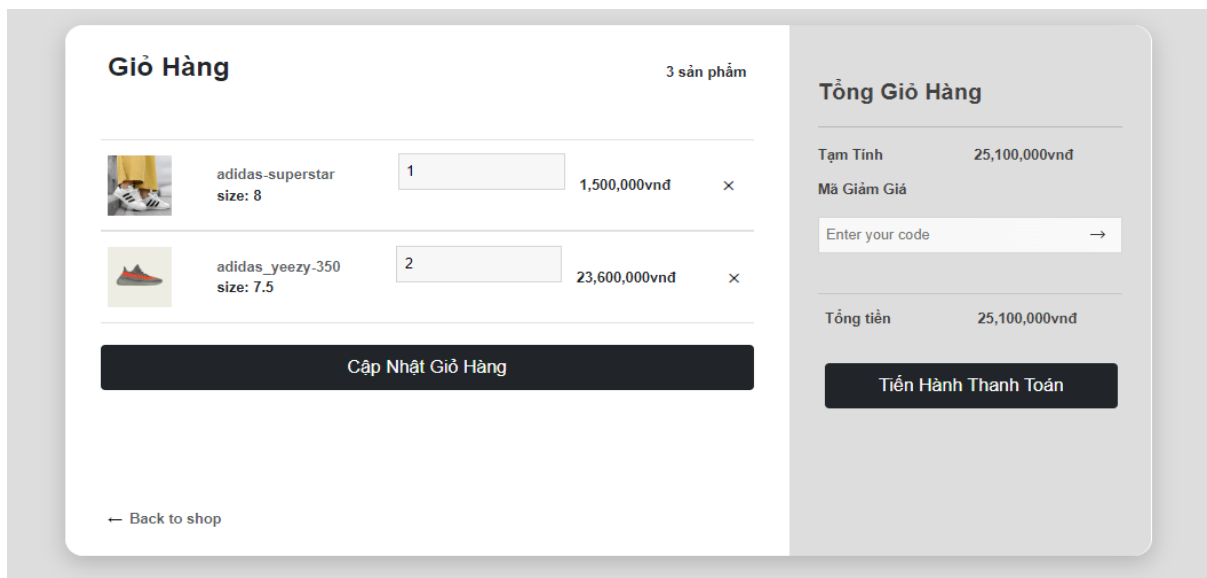 Giỏ Hàng
3 sản phẩm
adidas-superstar
size: 8
1
1,500,000vnđ
×
adidas_yeezy-350
size: 7.5
2
23,600,000vnđ
×
Cập Nhật Giỏ Hàng
← Back to shop
Tổng Giỏ Hàng
Tạm Tính 25,100,000vnđ
Mã Giảm Giá
Enter your code →
Tổng tiền 25,100,000vnđ
Tiến Hành Thanh Toán